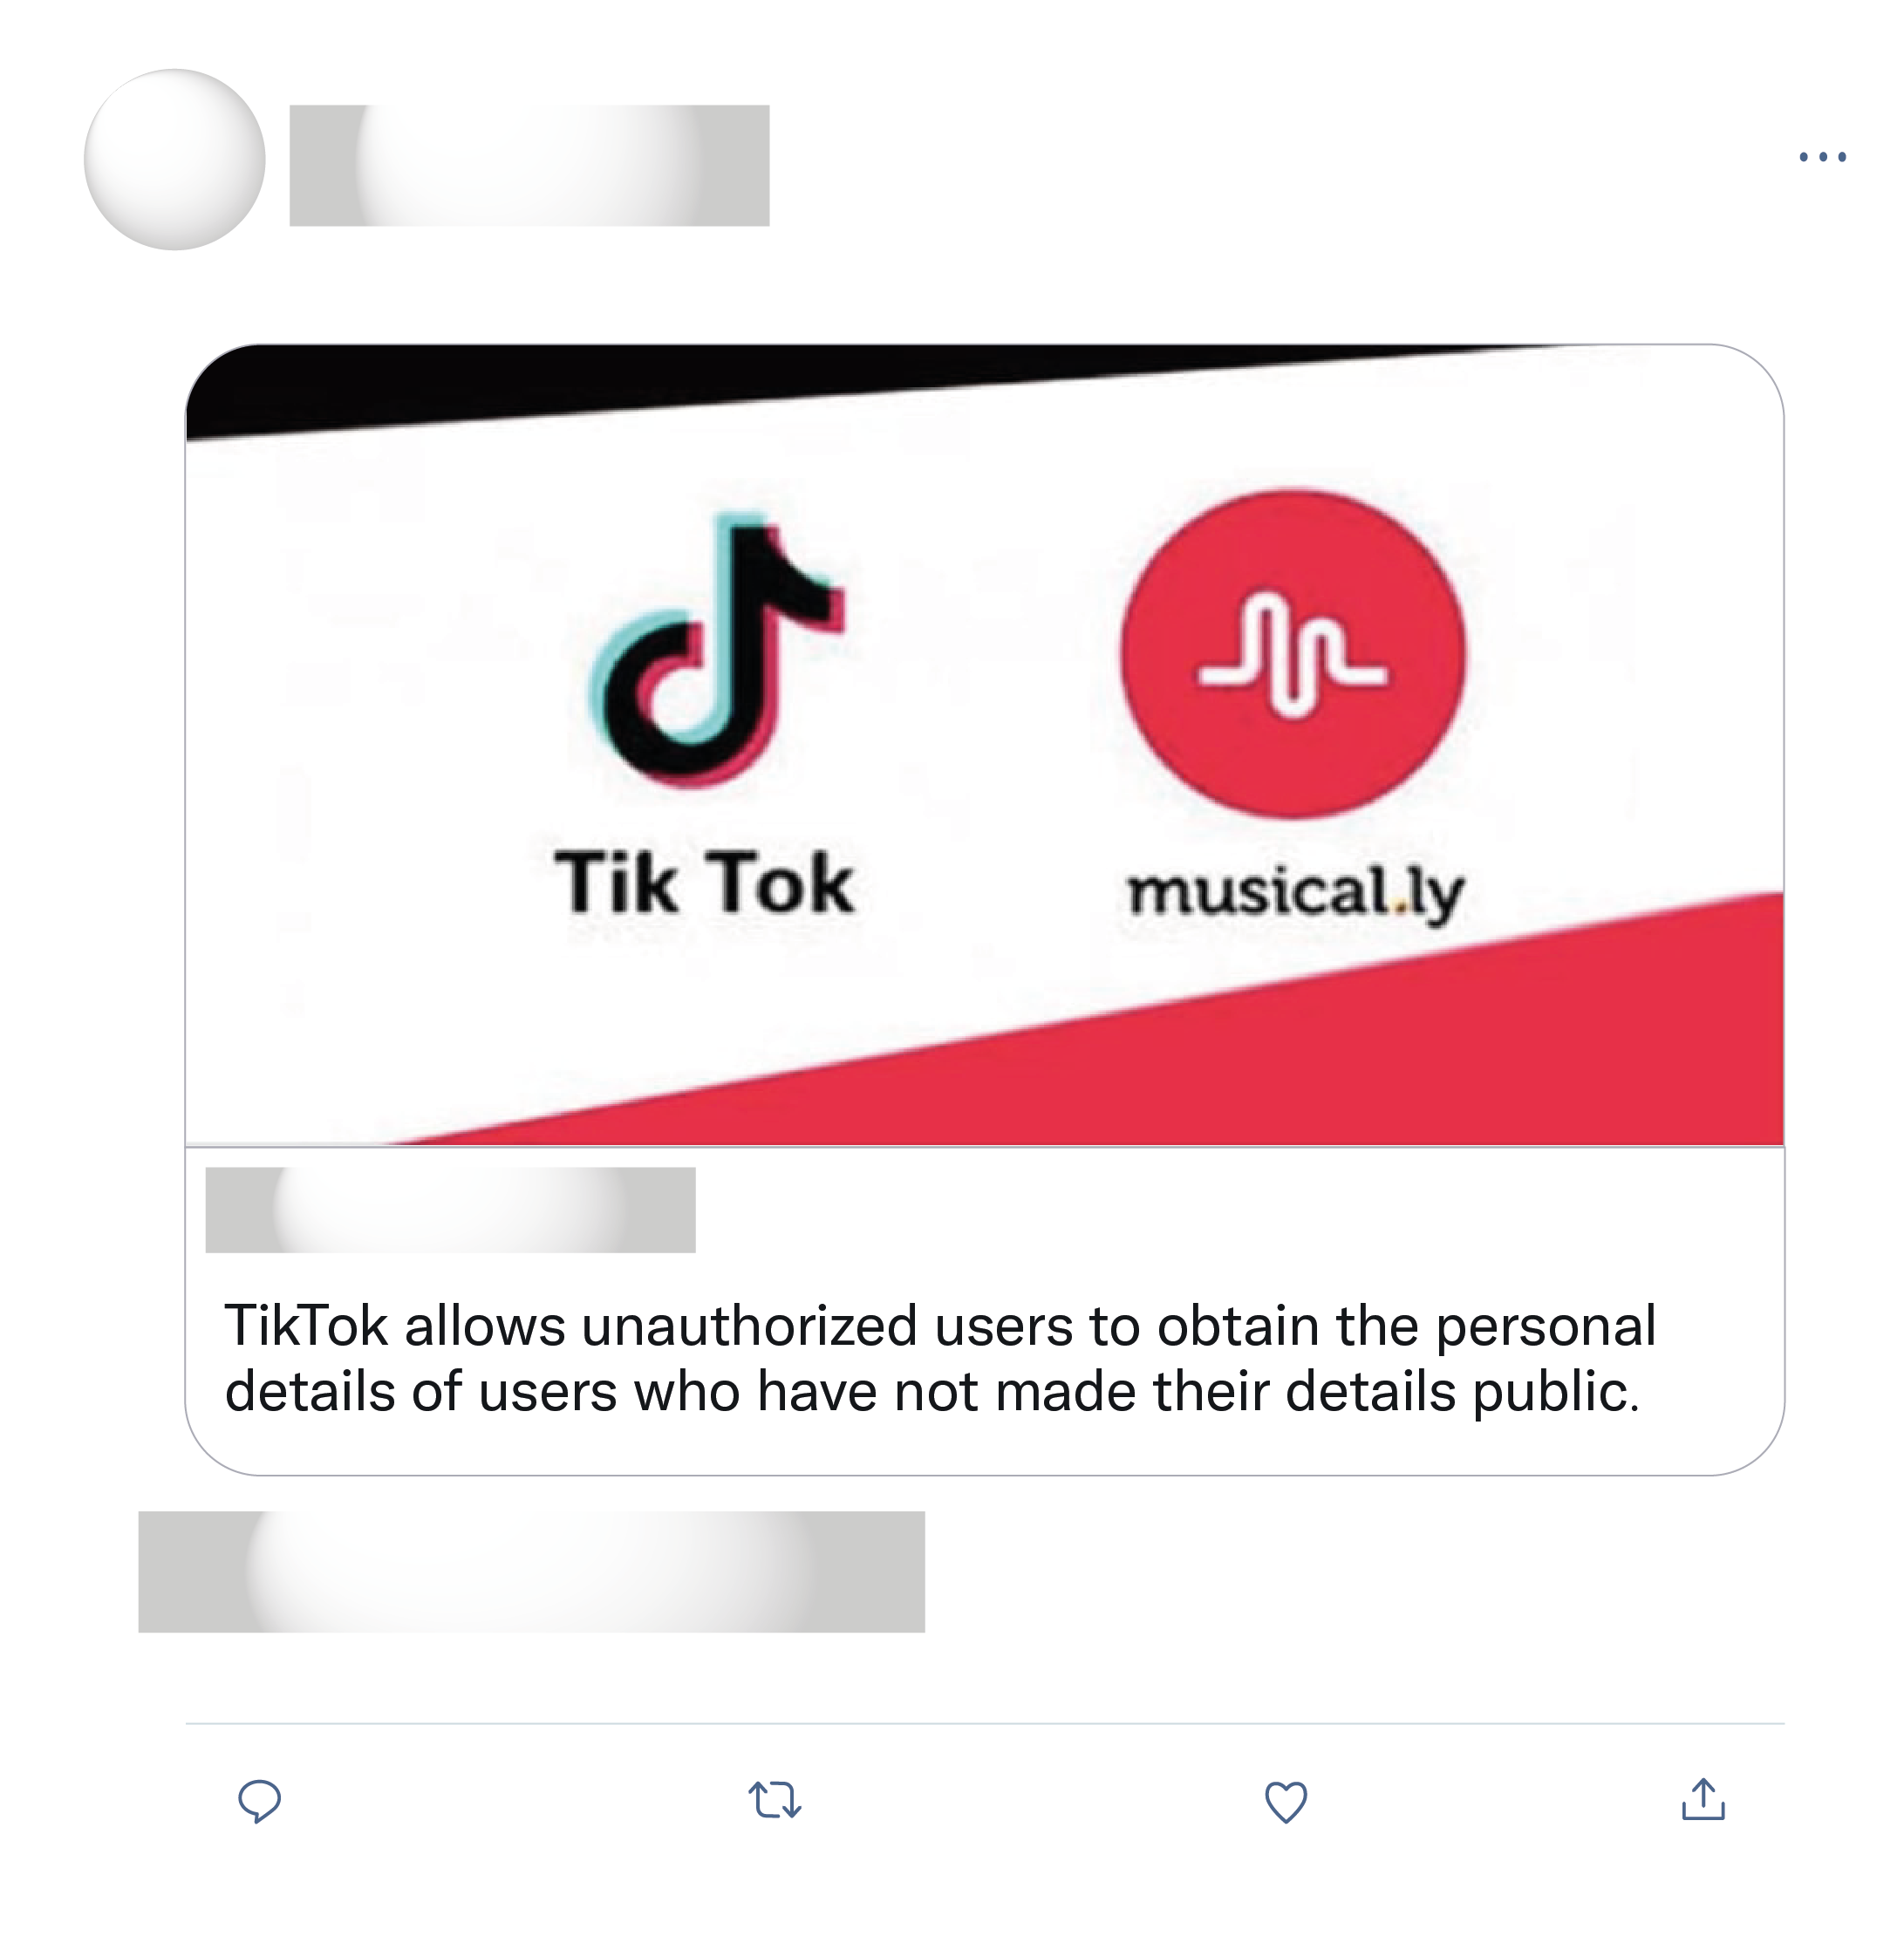 Tik Tok
musical.ly
TikTok allows unauthorized users to obtain the personal
details of users who have not made their details public.